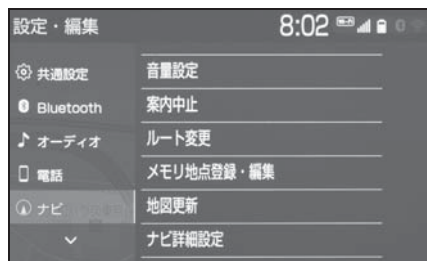 設定・編集
8:02
共通設定
Bluetooth
オーディオ
電話
ナビ
音量設定
案内中止
ルート変更
メモリ地点登録・編集
地図更新
ナビ詳細設定